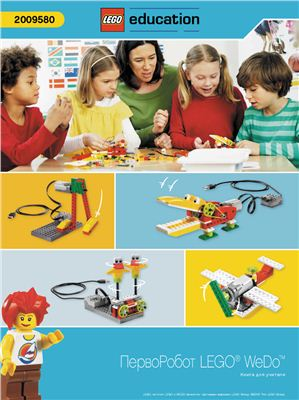 2009580
LEGO education
ПервоРобот LEGO® WeDo™
Книга для учителя